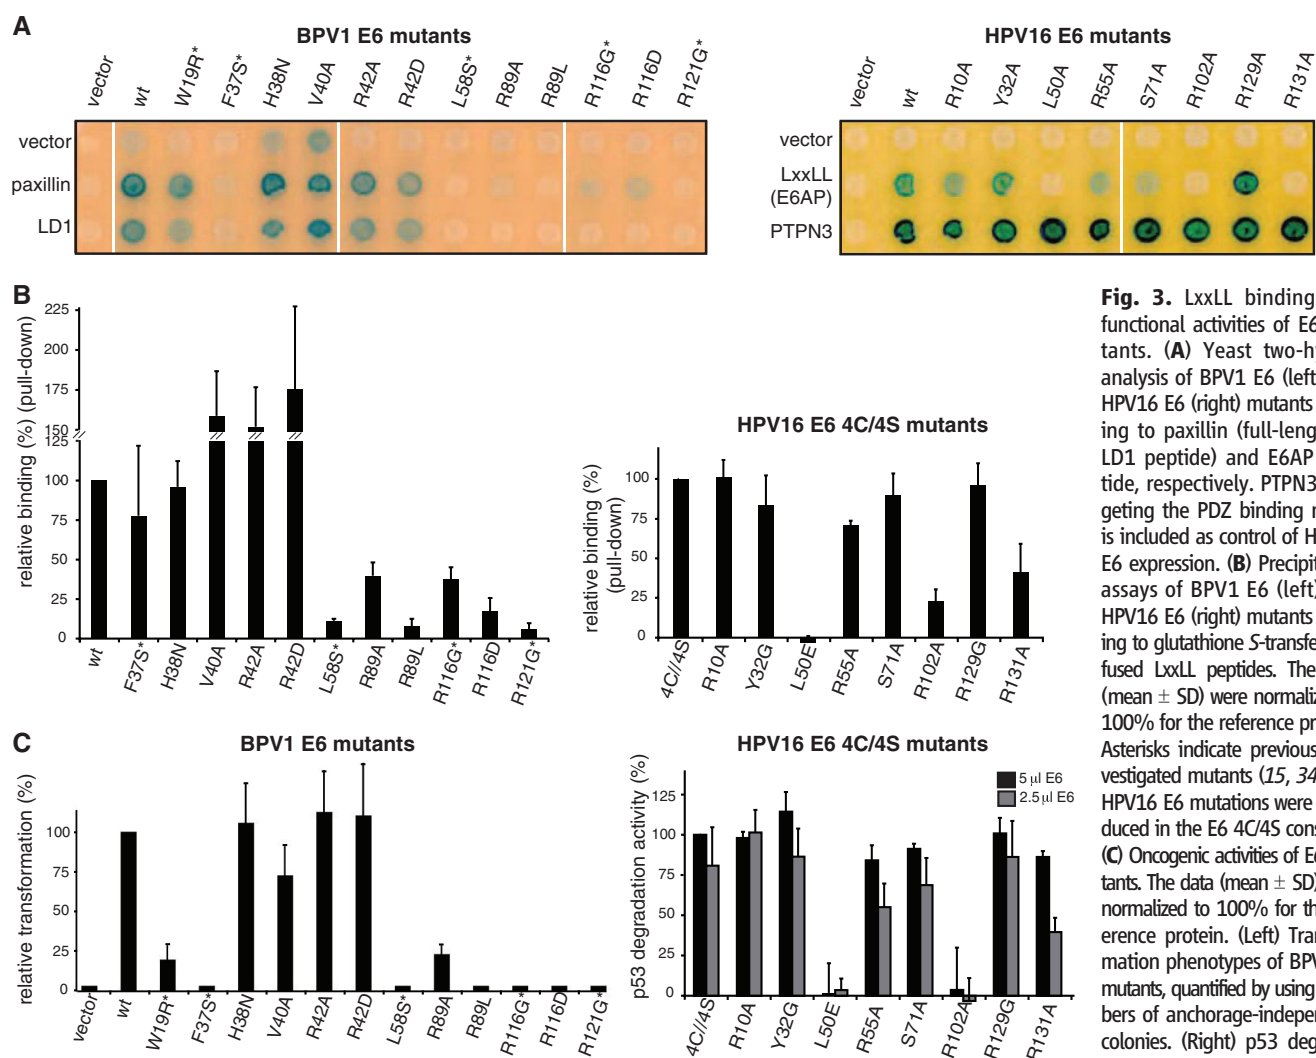 A
BPV1 E6 mutants
vector wt W19R* F37S* H38N V40A R42A R42D L58S* R89A R89L R116G* R116D R121G*
vector
paxillin
LD1
HPV16 E6 mutants
vector wt R10A Y32A L50A R55A S71A R102A R129A R131A
vector
LxxLL
(E6AP)
PTPN3
B
relative binding (%) (pull-down)
225
200
175
150
125
100
75
50
25
0
wt F37S* H38N V40A R42A R42D L58S* R89A R89L R116G* R116D R121G*
HPV16 E6 4C/4S mutants
relative binding (%)
(pull-down)
100
75
50
25
0
4C//4S R10A Y32G L50E R55A S71A R102A R129G R131A
C
BPV1 E6 mutants
relative transformation (%)
100
75
50
25
0
vector wt W19R* F37S* H38N V40A R42A R42D L58S* R89A R89L R116G* R116D R121G*
HPV16 E6 4C/4S mutants
p53 degradation activity (%)
125
100
75
50
25
0
5 µl E6
2.5 µl E6
4C//4S R10A Y32G L50E R55A S71A R102A R129G R131A
Fig. 3. LxxLL binding
functional activities of E6
tants. (A) Yeast two-h
analysis of BPV1 E6 (left
HPV16 E6 (right) mutants
ing to paxillin (full-leng
LD1 peptide) and E6AP
tide, respectively. PTPN3
geting the PDZ binding m
is included as control of H
E6 expression. (B) Precipit
assays of BPV1 E6 (left)
HPV16 E6 (right) mutants
ing to glutathione S-transfe
fused LxxLL peptides. The
(mean ± SD) were normaliz
100% for the reference pr
Asterisks indicate previous
vestigated mutants (15, 34
HPV16 E6 mutations were
duced in the E6 4C/4S cons
(C) Oncogenic activities of E6
tants. The data (mean ± SD)
normalized to 100% for th
erence protein. (Left) Tran
mation phenotypes of BPV
mutants, quantified by using
bers of anchorage-indepen
colonies. (Right) p53 degr